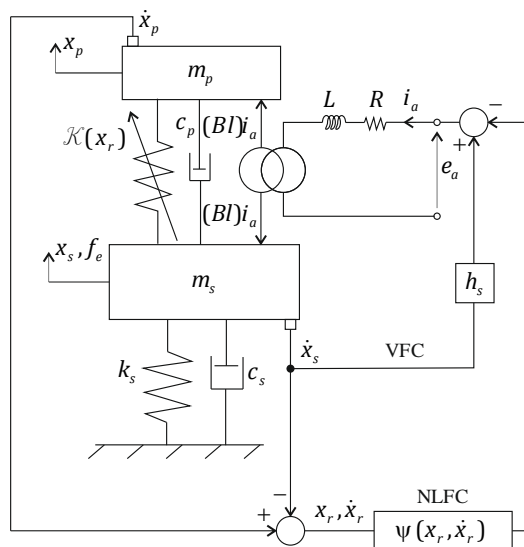 ẋ_p
x_p
m_p
L R i_a −
c_p (Bl)i_a
𝒦(x_r)
+
e_a
(Bl)i_a
x_s, f_e
m_s
h_s
ẋ_s VFC
k_s c_s
−
NLFC
+ x_r, ẋ_r ψ(x_r, ẋ_r)